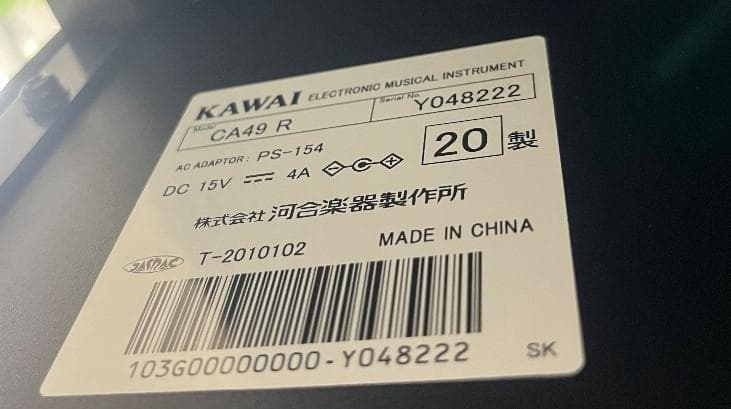 KAWAI ELECTRONIC MUSICAL INSTRUMENT
Model CA49 R Serial No. Y048222
AC ADAPTOR: PS-154
DC 15V 4A - C + 20 製
株式会社 河合楽器製作所
JASRAC T-2010102 MADE IN CHINA
103G00000000-Y048222 SK